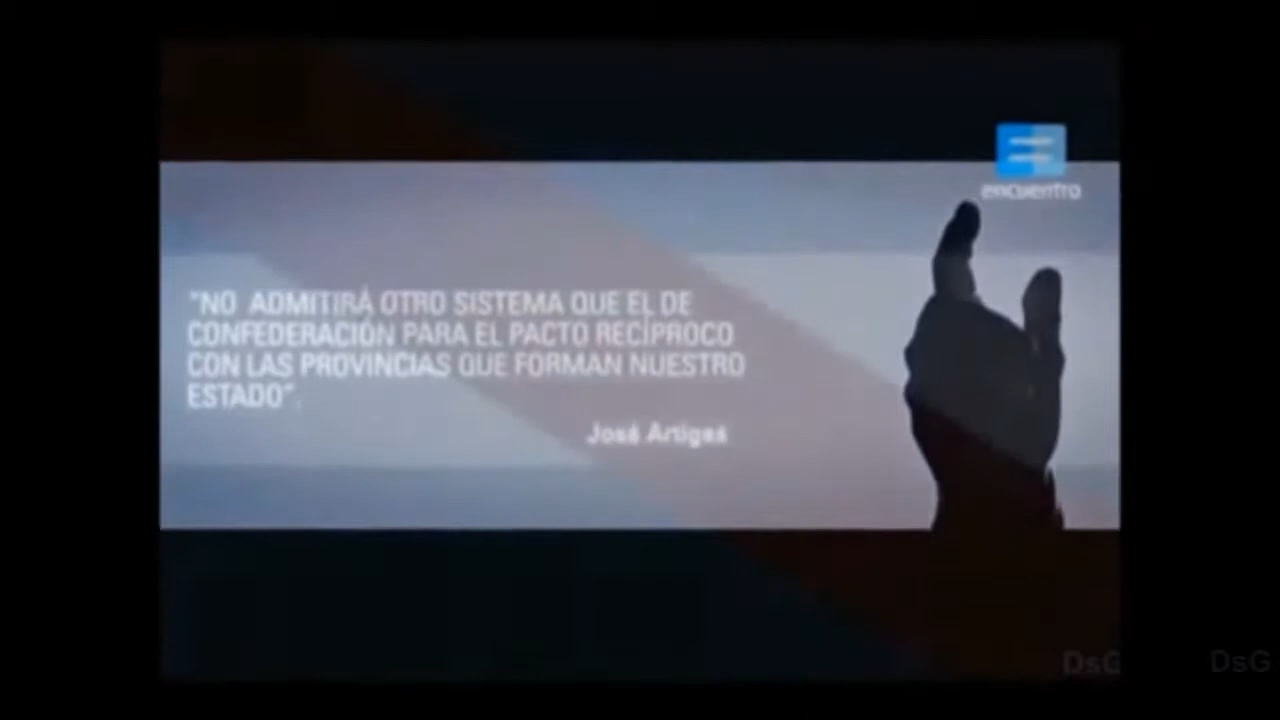 encuentro
"NO ADMITIRÁ OTRO SISTEMA QUE EL DE
CONFEDERACIÓN PARA EL PACTO RECÍPROCO
CON LAS PROVINCIAS QUE FORMAN NUESTRO
ESTADO".
José Artigas
DsG
DsG